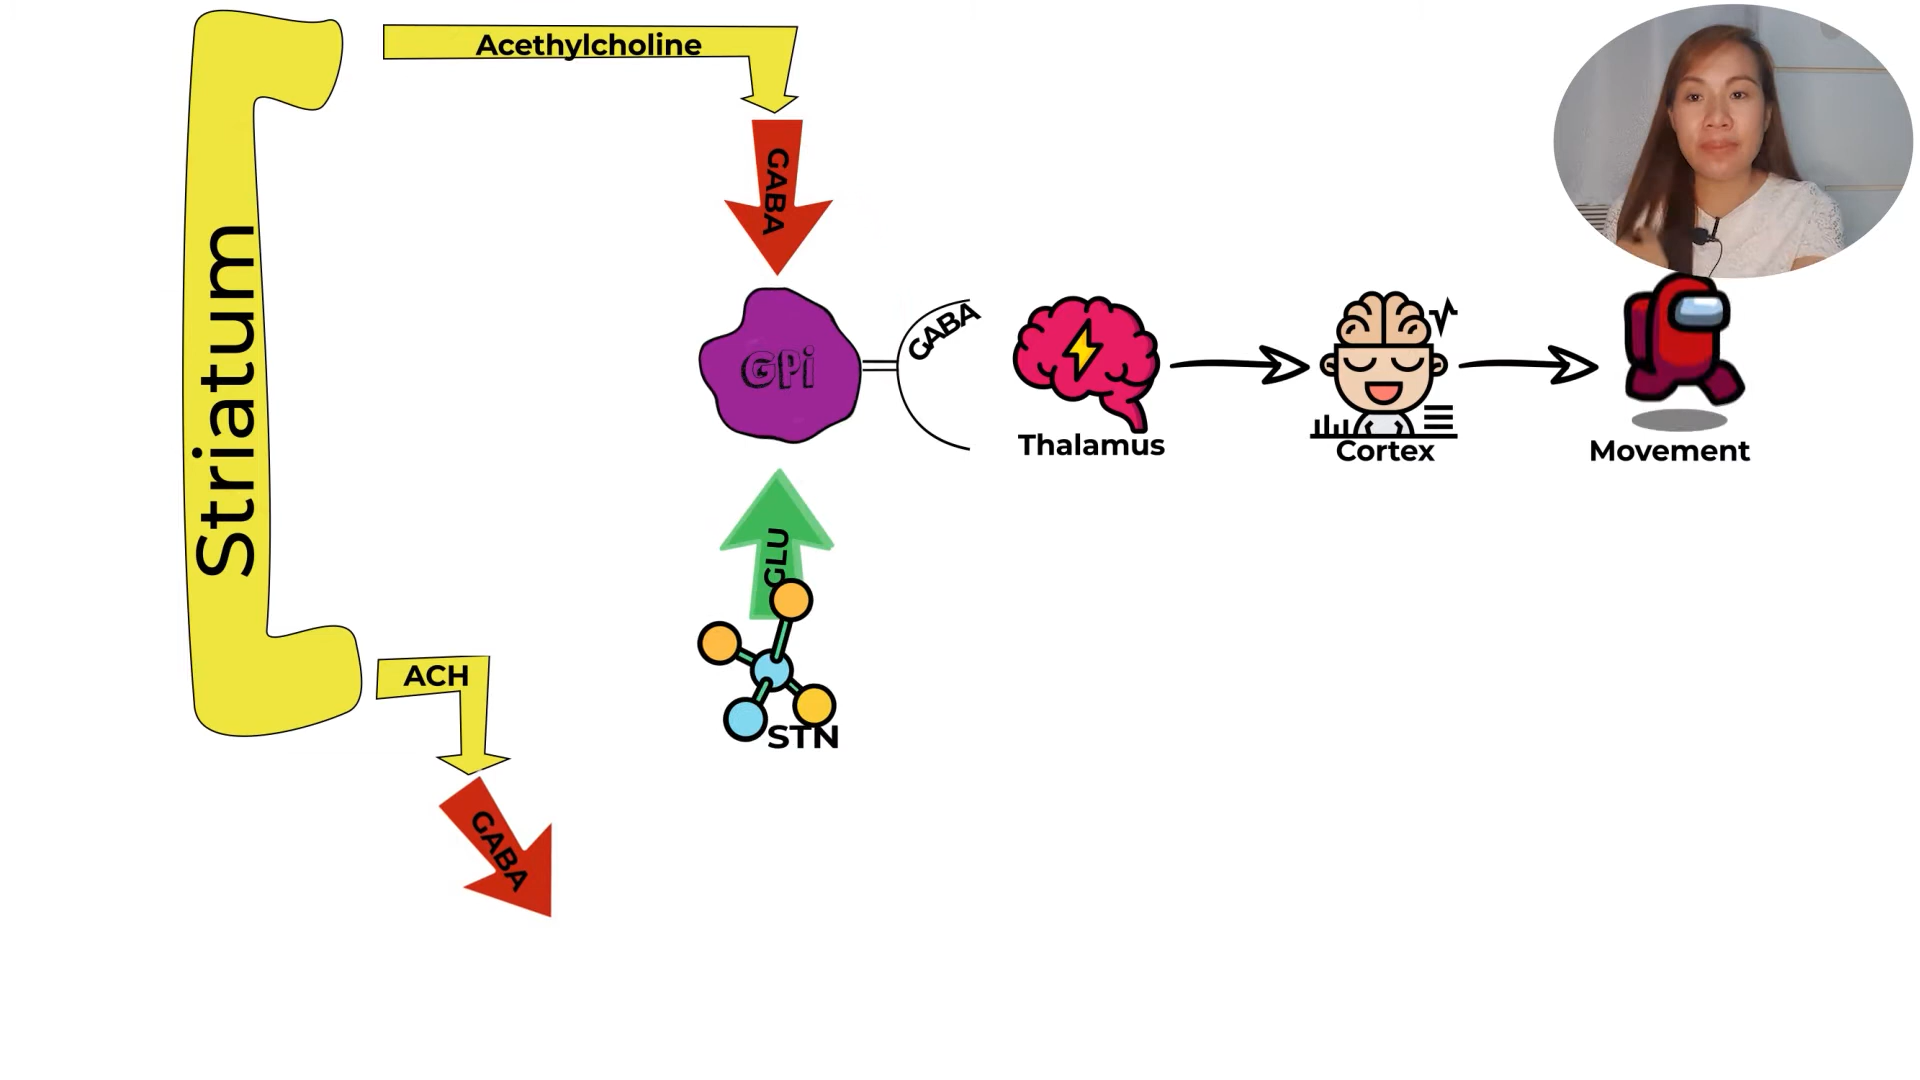 Acethylcholine
GABA
Striatum
GPi
GABA
Thalamus
Cortex
Movement
GLU
STN
ACH
GABA